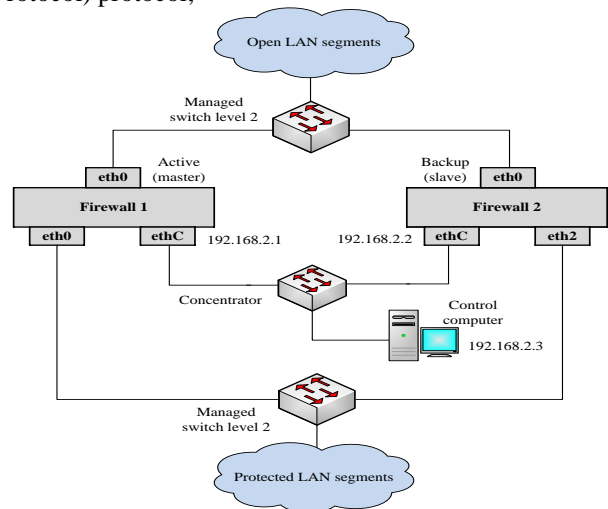 rotocol) protocol;
Open LAN segments
Managed
switch level 2
Active
(master)
Backup
(slave)
eth0
eth0
Firewall 1
Firewall 2
eth0
ethC
192.168.2.1
192.168.2.2
ethC
eth2
Concentrator
Control
computer
192.168.2.3
Managed
switch level 2
Protected LAN segments